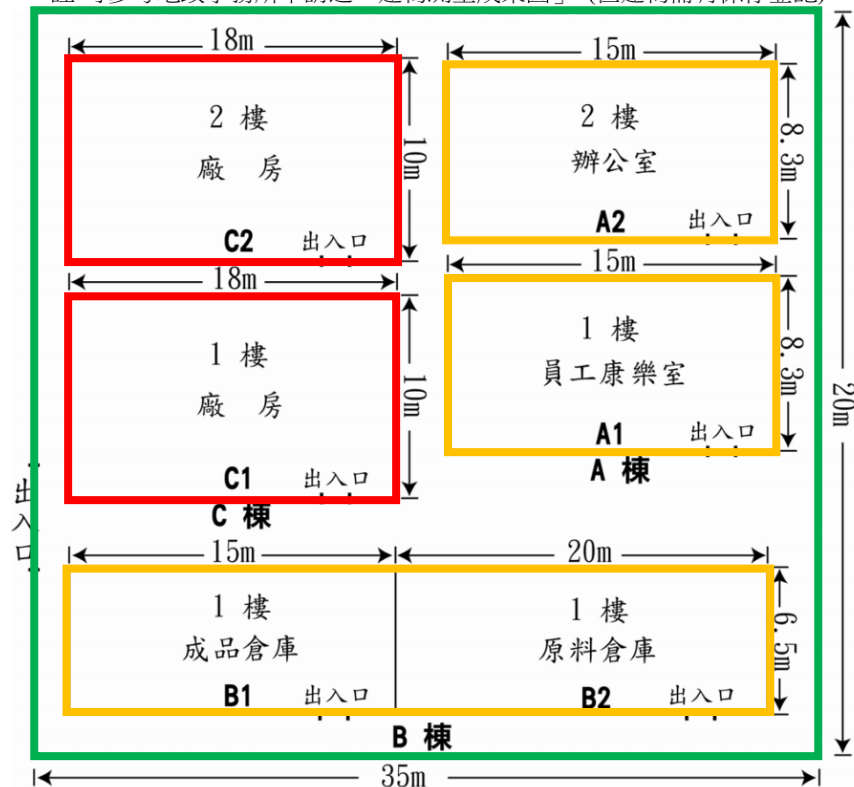 18m
15m
2 樓
廠 房
C2
出入口
10m
2 樓
辦公室
A2
出入口
8.3m
18m
15m
1 樓
廠 房
C1
出入口
10m
C 棟
1 樓
員工康樂室
A1
出入口
8.3m
A 棟
20m
出入口
15m
20m
1 樓
成品倉庫
B1
出入口
1 樓
原料倉庫
B2
出入口
6.5m
B 棟
35m